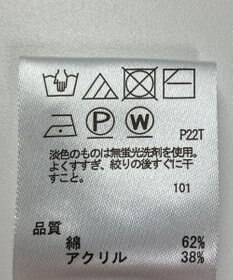 P W P22T
淡色のものは無蛍光洗剤を使用。
よくすすぎ、絞りの後すぐに干
すこと。
101
品質
綿 62%
アクリル 38%